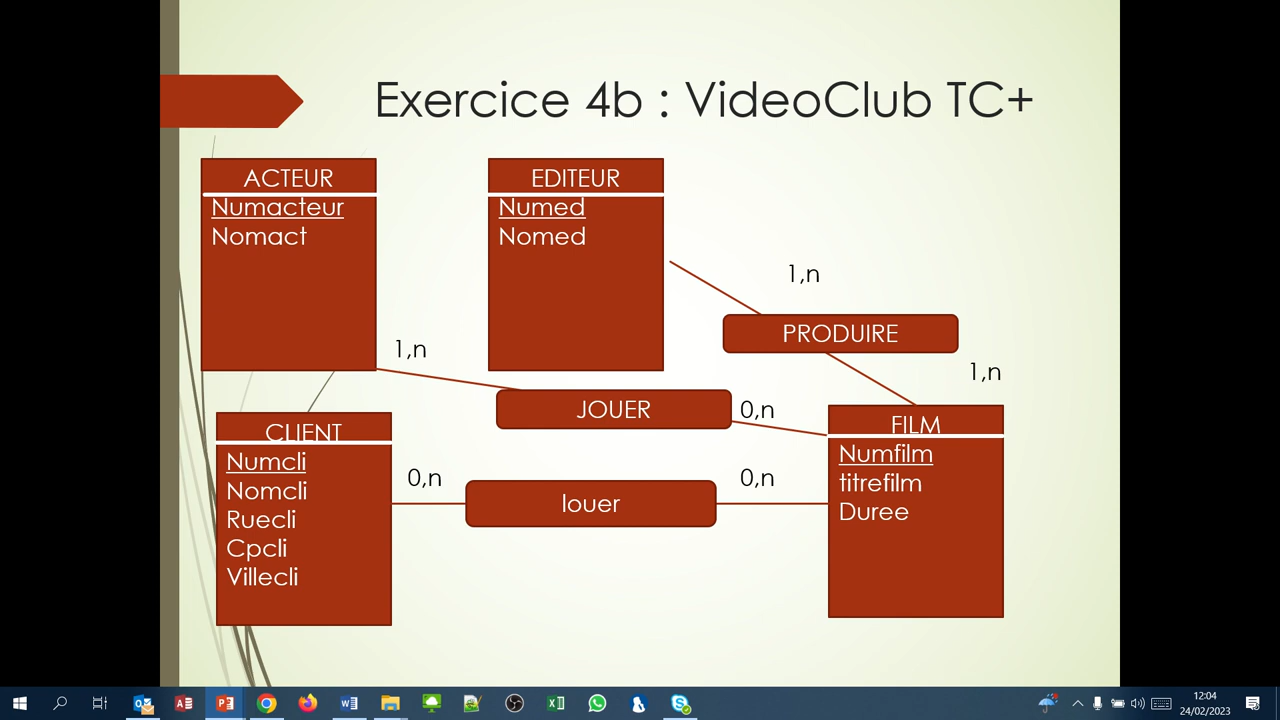 Exercice 4b : VideoClub TC+
ACTEUR
Numacteur
Nomact
EDITEUR
Numed
Nomed
1,n
PRODUIRE
1,n
1,n
JOUER
0,n
FILM
Numfilm
titrefilm
Duree
CLIENT
Numcli
Nomcli
Ruecli
Cpcli
Villecli
0,n
louer
0,n
12:04
24/02/2023